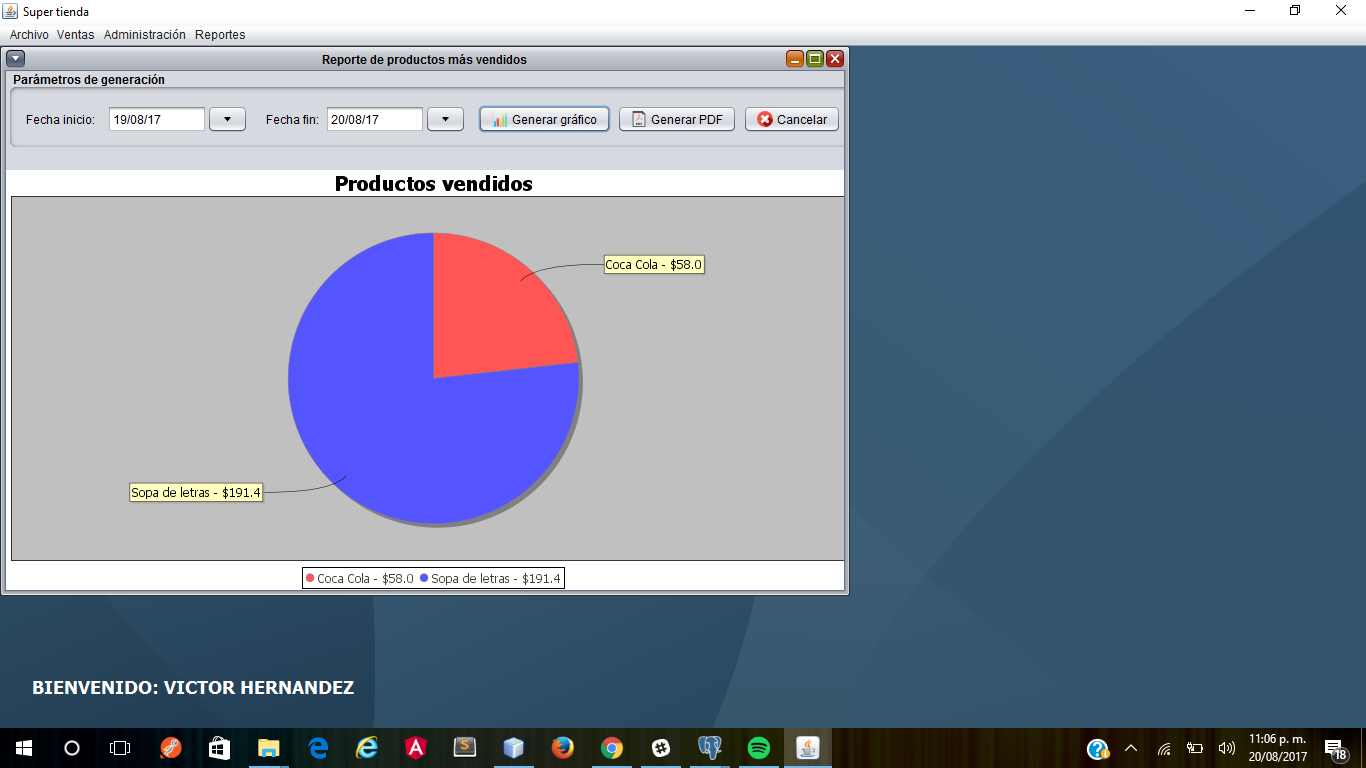 Super tienda
Archivo Ventas Administración Reportes
Reporte de productos más vendidos
Parámetros de generación
Fecha inicio: 19/08/17 Fecha fin: 20/08/17 Generar gráfico Generar PDF Cancelar
Productos vendidos
Coca Cola - $58.0
Sopa de letras - $191.4
Coca Cola - $58.0 Sopa de letras - $191.4
BIENVENIDO: VICTOR HERNANDEZ
11:06 p. m.
20/08/2017
18